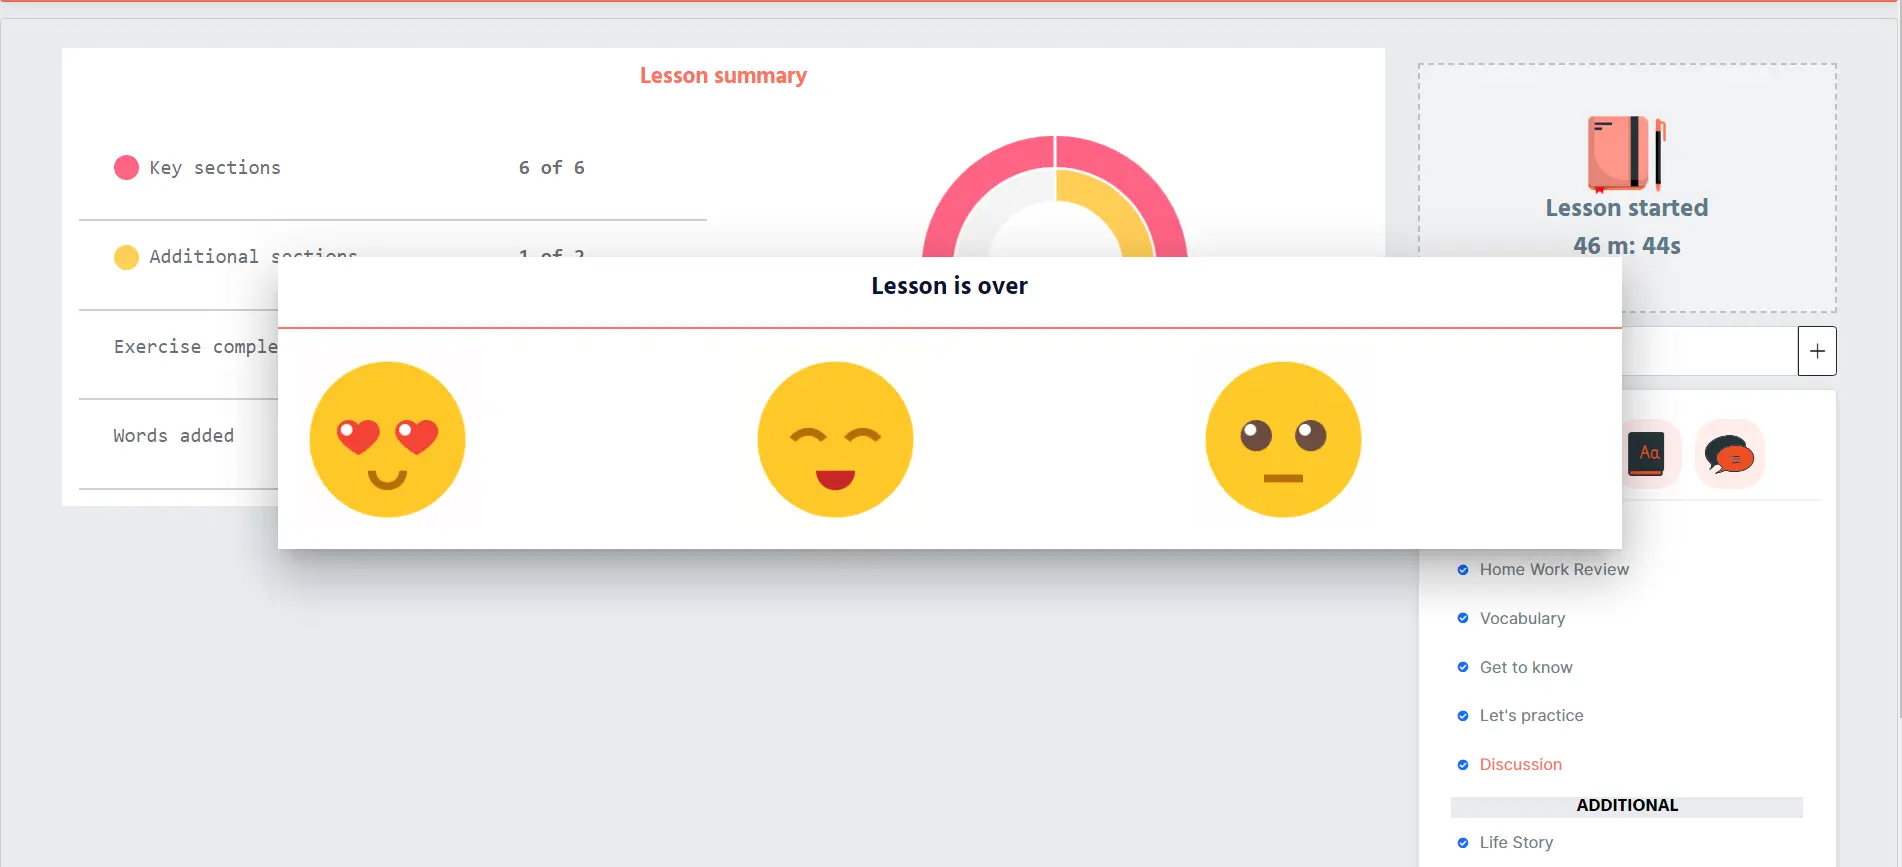 Lesson summary
Key sections 6 of 6
Additional sections 1 of 2
Exercise comple
Words added
Lesson started
46 m: 44s
Lesson is over
Aa
Home Work Review
Vocabulary
Get to know
Let's practice
Discussion
ADDITIONAL
Life Story